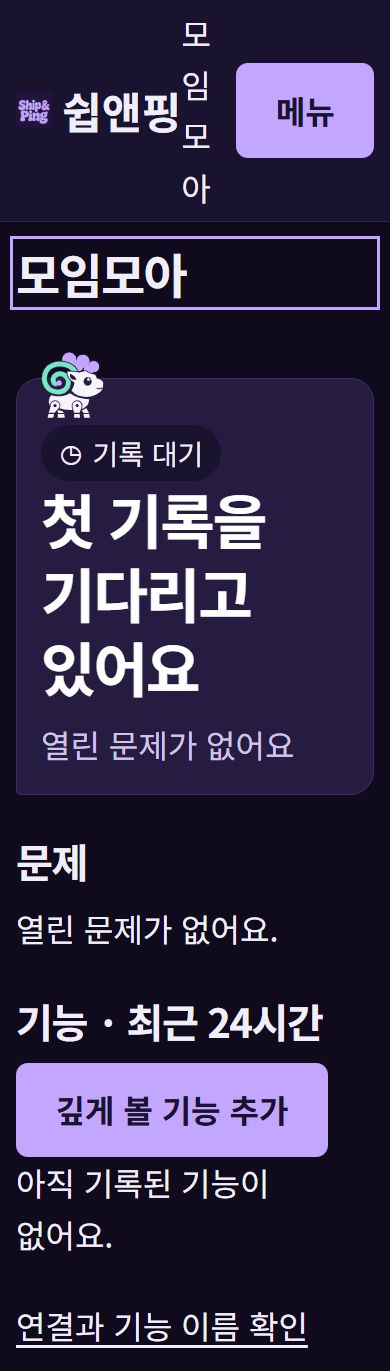 Ship&
Ping
쉽앤핑
모
임
모
아
메뉴
모임모아
기록 대기
첫 기록을
기다리고
있어요
열린 문제가 없어요
문제
열린 문제가 없어요.
기능 · 최근 24시간
깊게 볼 기능 추가
아직 기록된 기능이
없어요.
연결과 기능 이름 확인